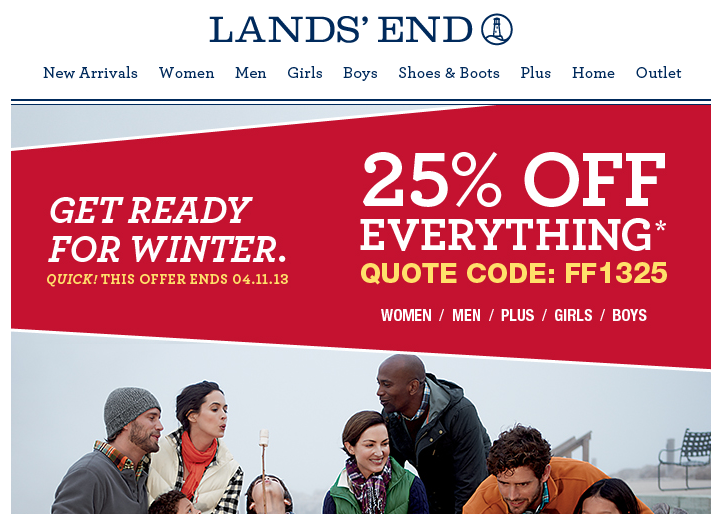 LANDS' END
New Arrivals Women Men Girls Boys Shoes & Boots Plus Home Outlet
GET READY
FOR WINTER.
QUICK! THIS OFFER ENDS 04.11.13
25% OFF
EVERYTHING*
QUOTE CODE: FF1325
WOMEN / MEN / PLUS / GIRLS / BOYS